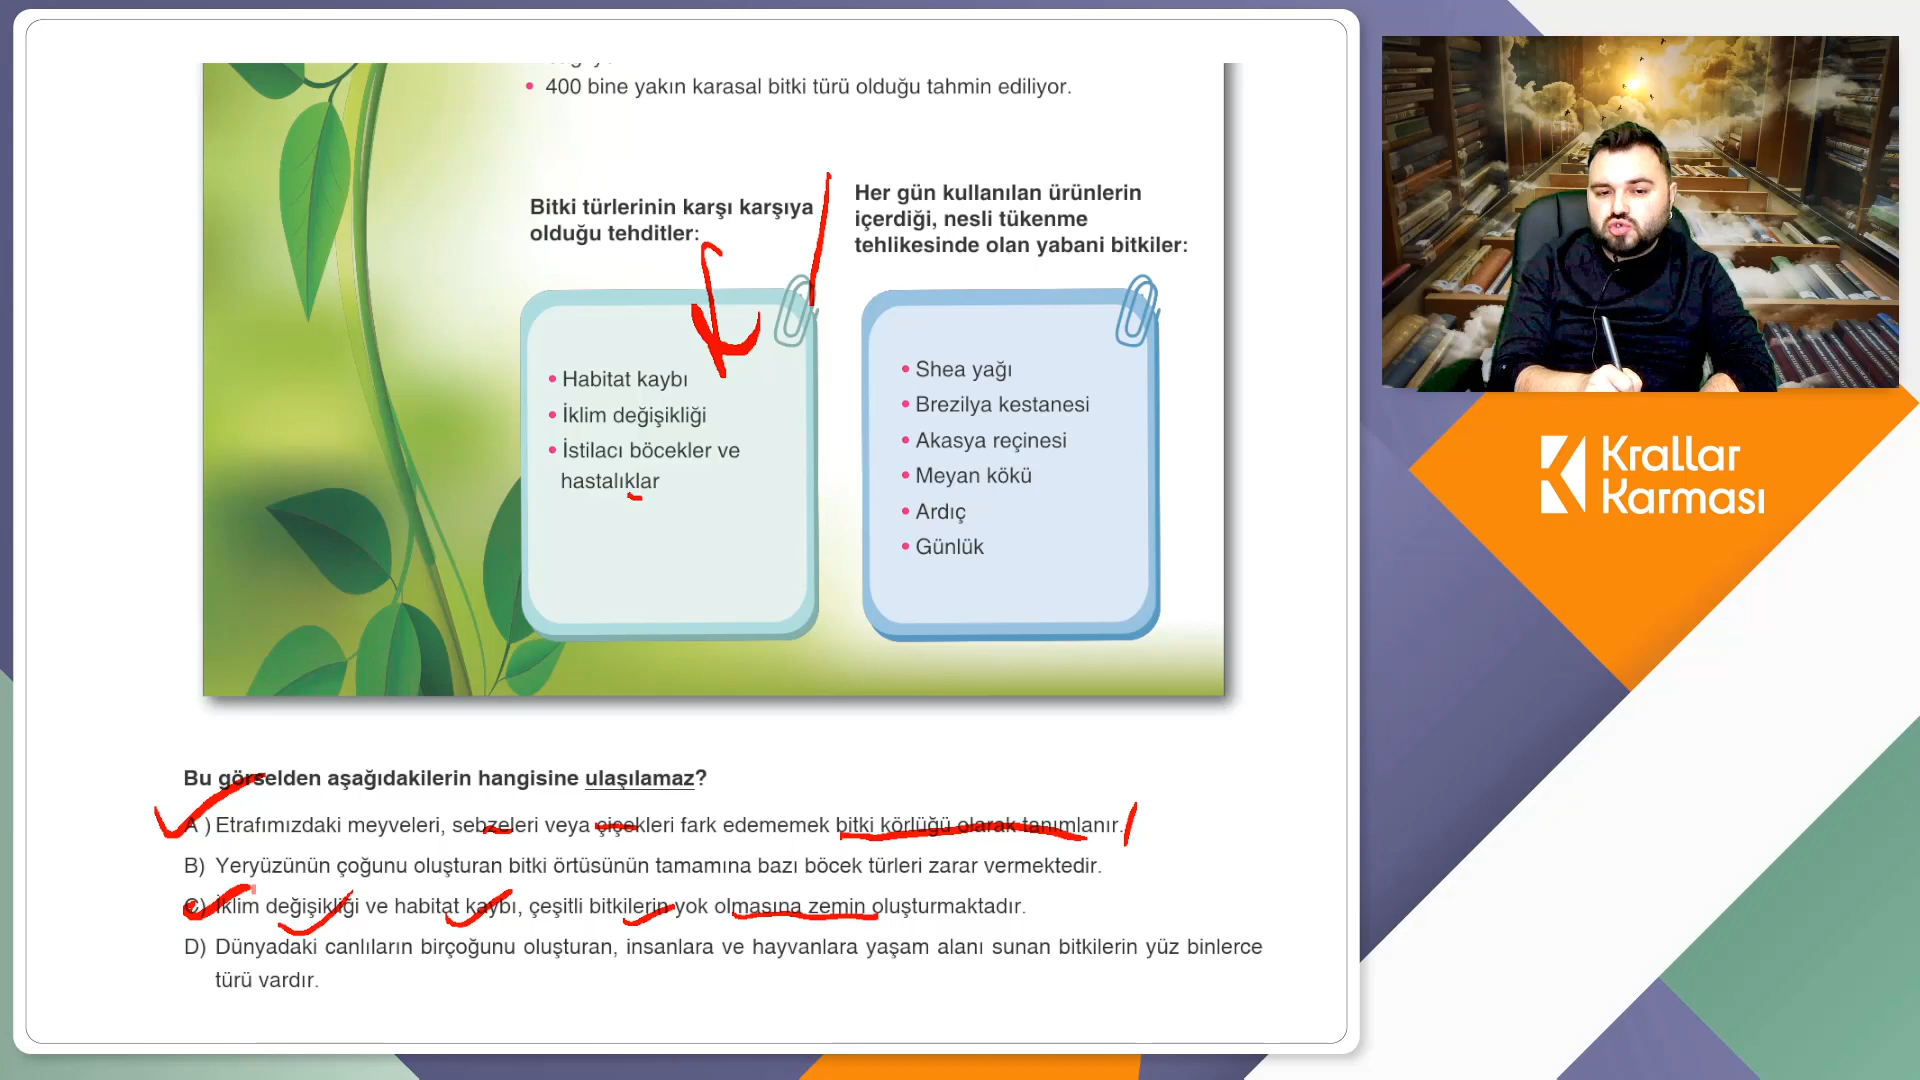 • 400 bine yakın karasal bitki türü olduğu tahmin ediliyor.
Bitki türlerinin karşı karşıya
olduğu tehditler:
• Habitat kaybı
• İklim değişikliği
• İstilacı böcekler ve
hastalıklar
Her gün kullanılan ürünlerin
içerdiği, nesli tükenme
tehlikesinde olan yabani bitkiler:
• Shea yağı
• Brezilya kestanesi
• Akasya reçinesi
• Meyan kökü
• Ardıç
• Günlük
Bu görselden aşağıdakilerin hangisine ulaşılamaz?
A ) Etrafımızdaki meyveleri, sebzeleri veya çiçekleri fark edememek bitki körlüğü olarak tanımlanır.
B) Yeryüzünün çoğunu oluşturan bitki örtüsünün tamamına bazı böcek türleri zarar vermektedir.
C) İklim değişikliği ve habitat kaybı, çeşitli bitkilerin yok olmasına zemin oluşturmaktadır.
D) Dünyadaki canlıların birçoğunu oluşturan, insanlara ve hayvanlara yaşam alanı sunan bitkilerin yüz binlerce
türü vardır.
Krallar
Karması